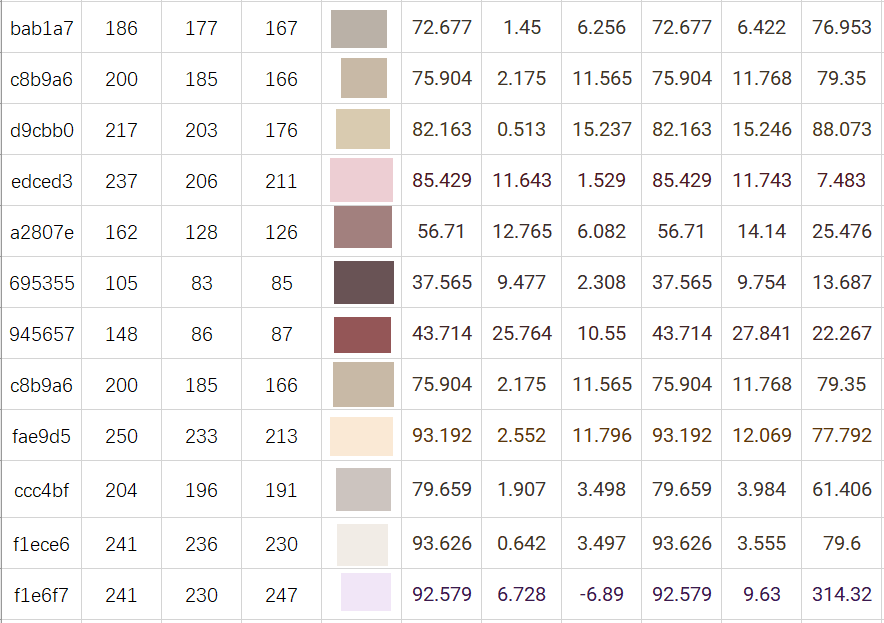 bab1a7 186 177 167 72.677 1.45 6.256 72.677 6.422 76.953
c8b9a6 200 185 166 75.904 2.175 11.565 75.904 11.768 79.35
d9cbb0 217 203 176 82.163 0.513 15.237 82.163 15.246 88.073
edced3 237 206 211 85.429 11.643 1.529 85.429 11.743 7.483
a2807e 162 128 126 56.71 12.765 6.082 56.71 14.14 25.476
695355 105 83 85 37.565 9.477 2.308 37.565 9.754 13.687
945657 148 86 87 43.714 25.764 10.55 43.714 27.841 22.267
c8b9a6 200 185 166 75.904 2.175 11.565 75.904 11.768 79.35
fae9d5 250 233 213 93.192 2.552 11.796 93.192 12.069 77.792
ccc4bf 204 196 191 79.659 1.907 3.498 79.659 3.984 61.406
f1ece6 241 236 230 93.626 0.642 3.497 93.626 3.555 79.6
f1e6f7 241 230 247 92.579 6.728 -6.89 92.579 9.63 314.32